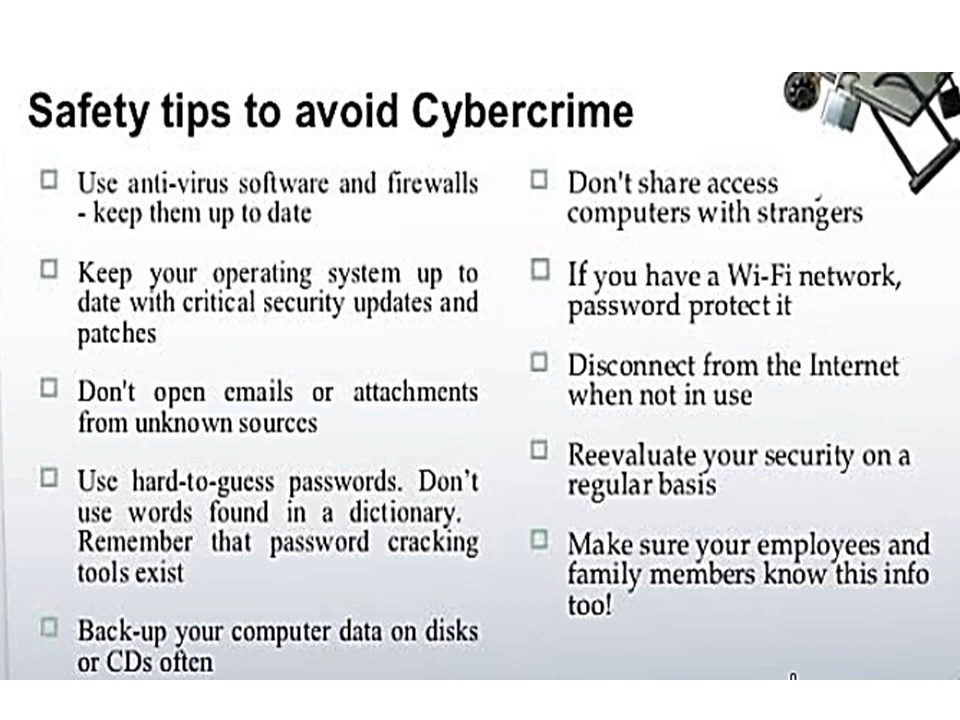 Safety tips to avoid Cybercrime
Use anti-virus software and firewalls
- keep them up to date
Keep your operating system up to
date with critical security updates and
patches
Don't open emails or attachments
from unknown sources
Use hard-to-guess passwords. Don't
use words found in a dictionary.
Remember that password cracking
tools exist
Back-up your computer data on disks
or CDs often
Don't share access
computers with strangers
If you have a Wi-Fi network,
password protect it
Disconnect from the Internet
when not in use
Reevaluate your security on a
regular basis
Make sure your employees and
family members know this info
too!